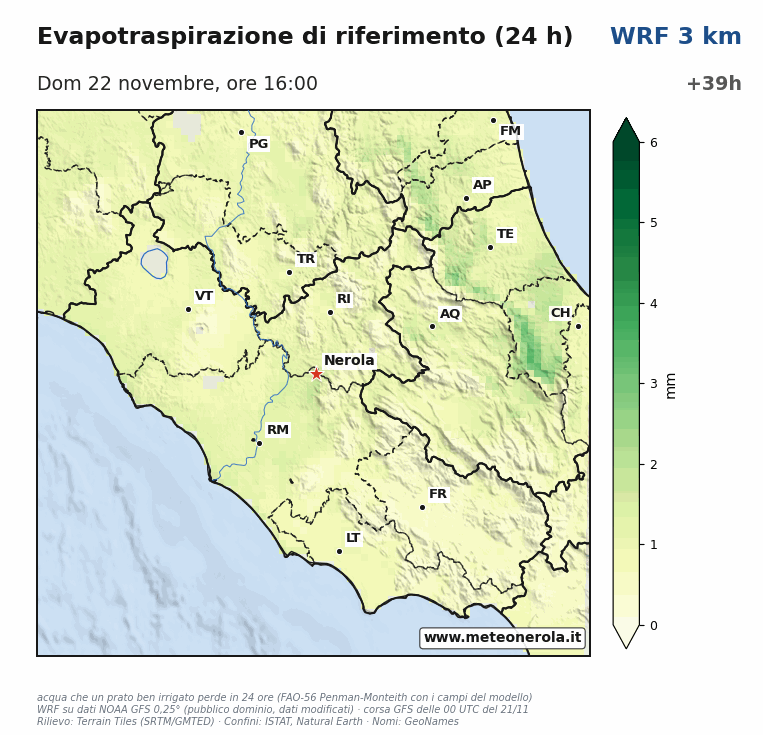 Evapotraspirazione di riferimento (24 h)
WRF 3 km
Dom 22 novembre, ore 16:00
+39h
FM
PG
AP
TE
TR
VT
RI
AQ
CH
Nerola
RM
FR
LT
6
5
4
3
2
1
0
mm
www.meteonerola.it
acqua che un prato ben irrigato perde in 24 ore (FAO-56 Penman-Monteith con i campi del modello)
WRF su dati NOAA GFS 0,25° (pubblico dominio, dati modificati) · corsa GFS delle 00 UTC del 21/11
Rilievo: Terrain Tiles (SRTM/GMTED) · Confini: ISTAT, Natural Earth · Nomi: GeoNames